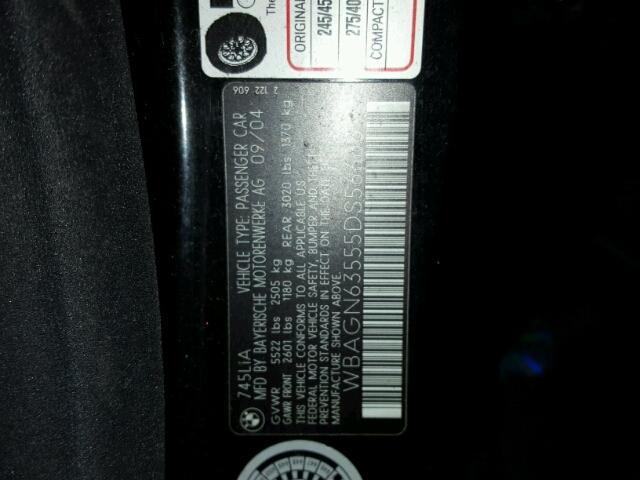 The
ORIGINAL
245/45
275/40
COMPACT
2 122 606
745LiA VEHICLE TYPE: PASSENGER CAR
MFD BY BAYERISCHE MOTORENWERKE AG 09/04
GVWR 5522 lbs 2505 kg
GAWR FRONT 2601 lbs 1180 kg REAR 3020 lbs 1370 kg
THIS VEHICLE CONFORMS TO ALL APPLICABLE US
FEDERAL MOTOR VEHICLE SAFETY, BUMPER AND THEFT
PREVENTION STANDARDS IN EFFECT ON THE DATE OF
MANUFACTURE SHOWN ABOVE
WBAGN63555DS5